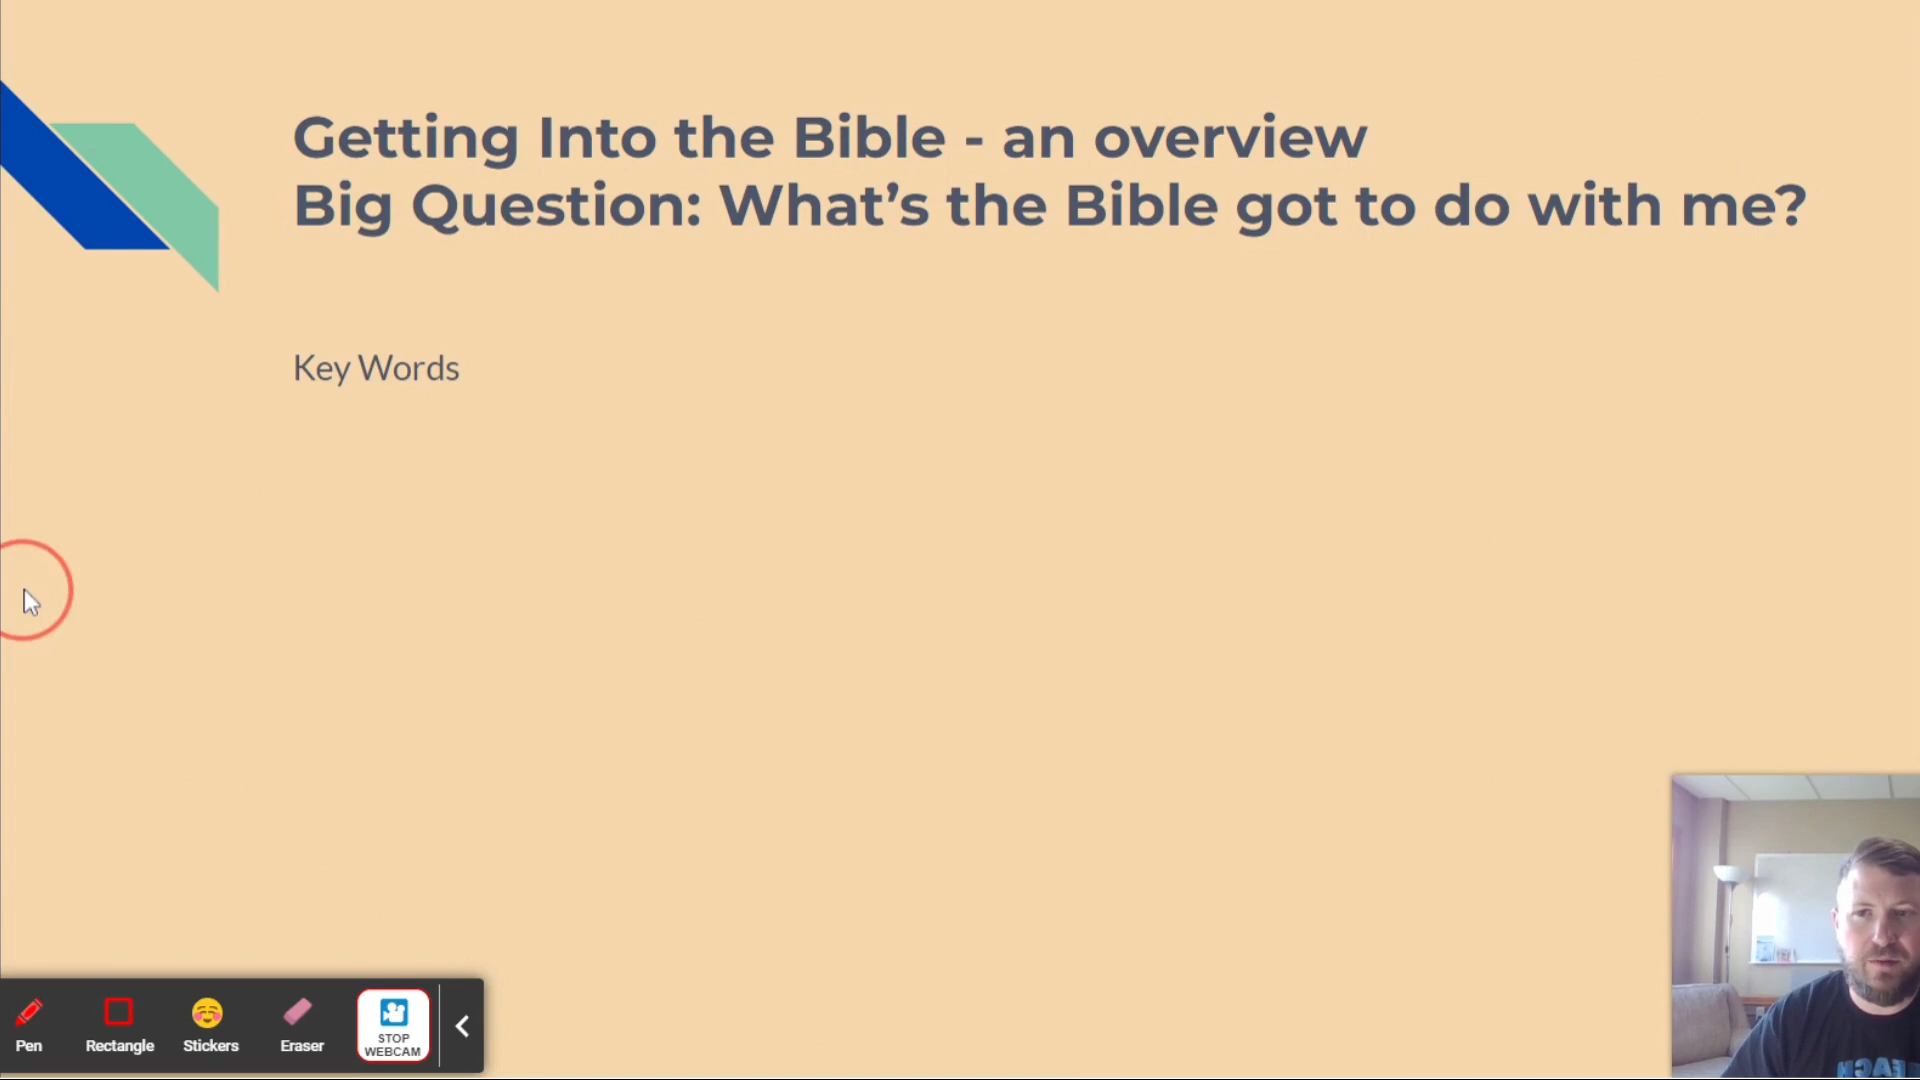 Getting Into the Bible - an overview
Big Question: What's the Bible got to do with me?
Key Words
Pen
Rectangle
Stickers
Eraser
STOP
WEBCAM